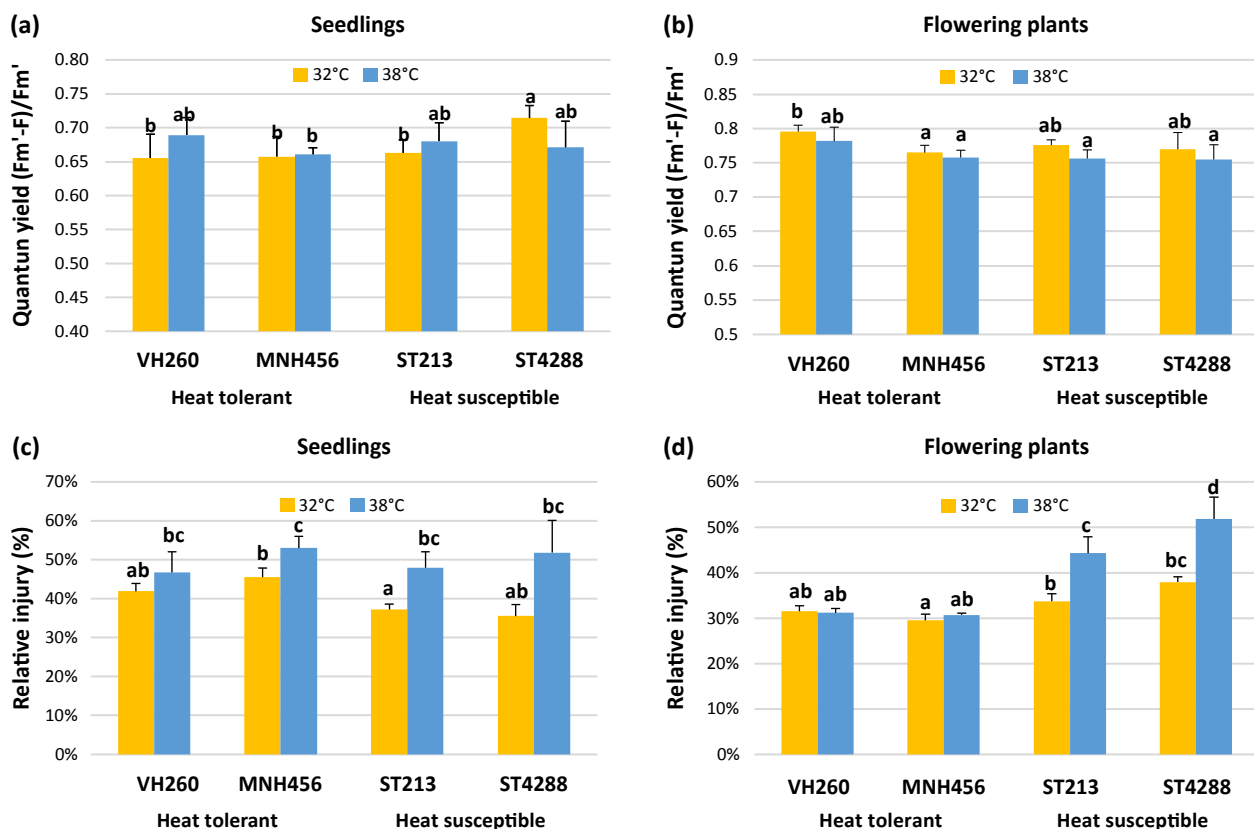 (a)
Seedlings
Quantun yield (Fm'-F)/Fm'
0.80
0.75
0.70
0.65
0.60
0.55
0.50
0.45
0.40
32°C 38°C
b ab b b b ab a ab
VH260 MNH456 ST213 ST4288
Heat tolerant Heat susceptible
(b)
Flowering plants
Quantun yield (Fm'-F)/Fm'
0.9
0.85
0.8
0.75
0.7
0.65
0.6
0.55
0.5
32°C 38°C
b ab a a ab a ab a
VH260 MNH456 ST213 ST4288
Heat tolerant Heat susceptible
(c)
Seedlings
Relative injury (%)
70%
60%
50%
40%
30%
20%
10%
0%
32°C 38°C
ab bc b c a bc ab bc
VH260 MNH456 ST213 ST4288
Heat tolerant Heat susceptible
(d)
Flowering plants
Relative injury (%)
60%
50%
40%
30%
20%
10%
0%
32°C 38°C
ab ab a ab b c bc d
VH260 MNH456 ST213 ST4288
Heat tolerant Heat susceptible